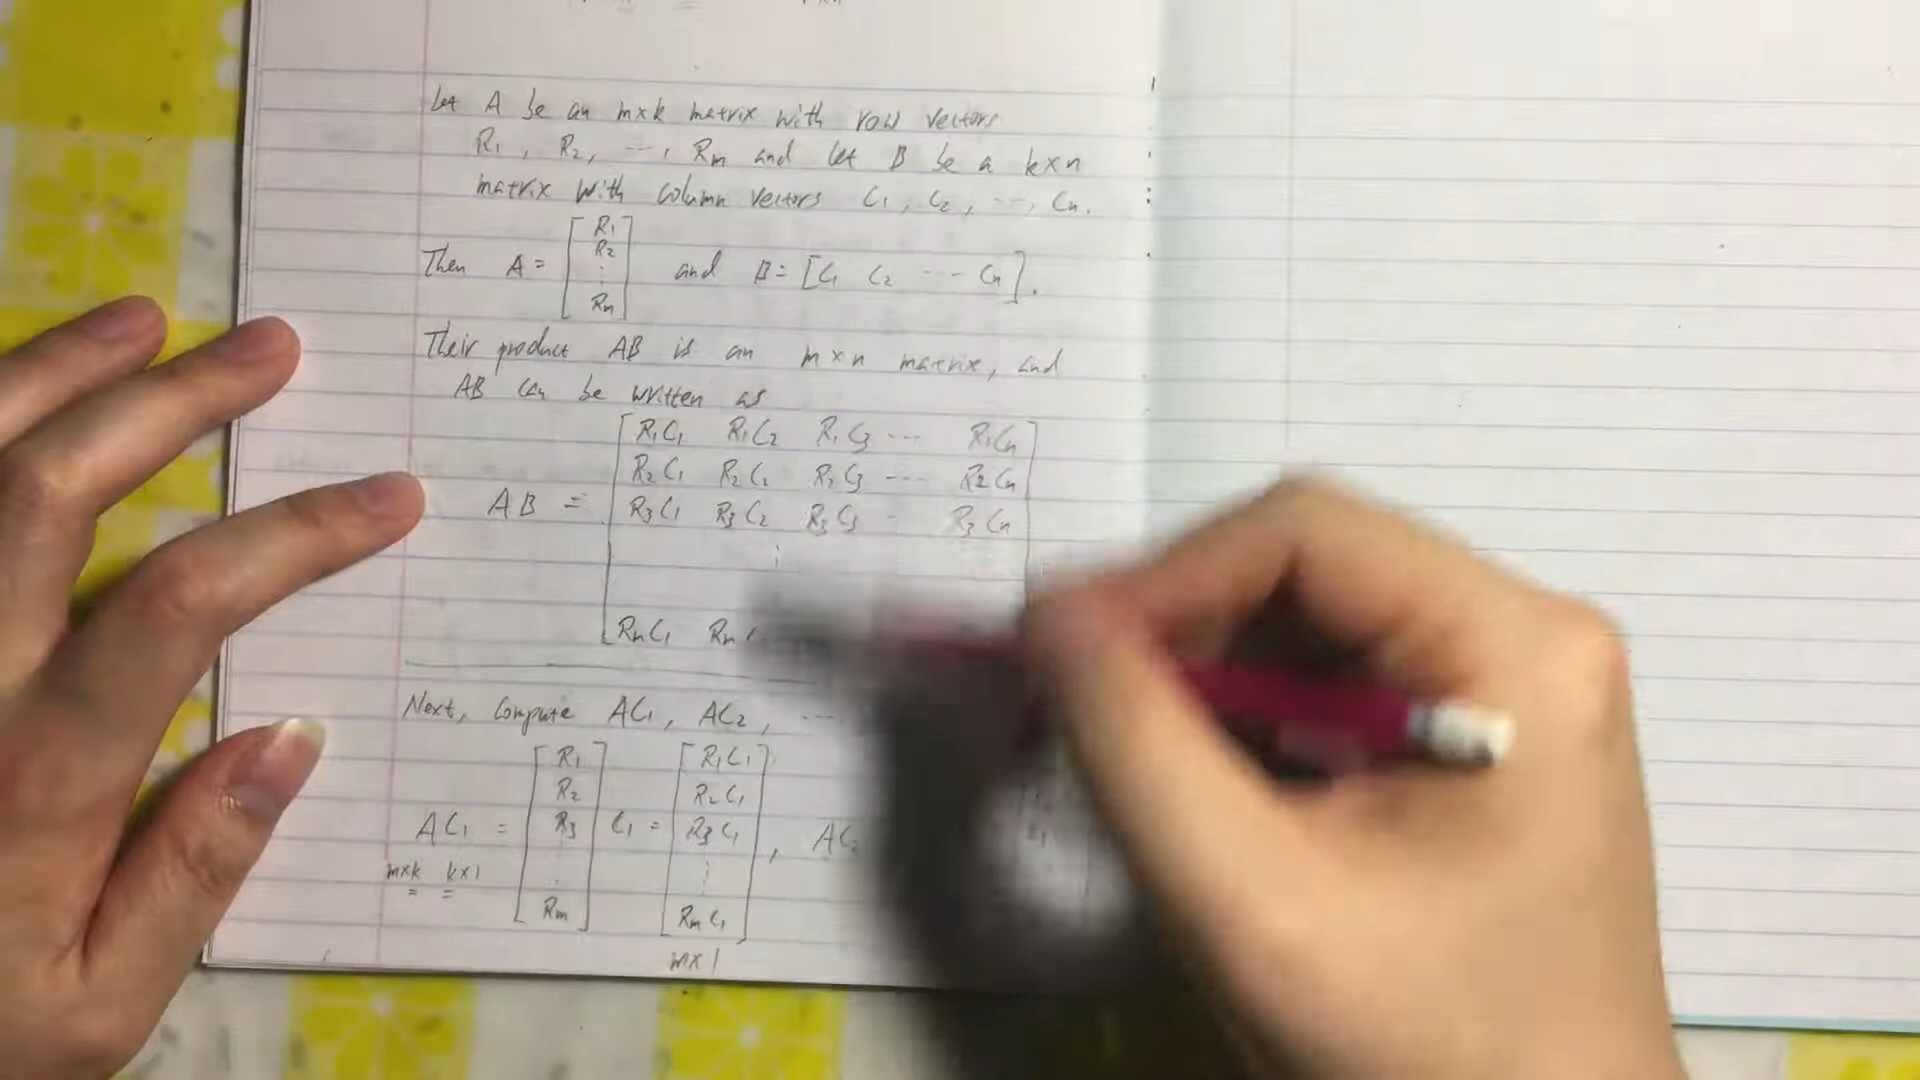 Let A be an m×k matrix with row vectors
R1, R2, ..., Rm and let B be a k×n
matrix with column vectors C1, C2, ..., Cn.
Then A = [R1 R2 ⋮ Rm] and B = [C1 C2 ... Cn].
Their product AB is an m×n matrix, and
AB can be written as
R1C1 R1C2 R1C3 ... R1Cn
R2C1 R2C2 R2C3 ... R2Cn
AB = R3C1 R3C2 R3C3 ... R3Cn
⋮
RmC1 Rm
Next, compute AC1, AC2, ...
R1 R1C1
R2 R2C1
AC1 = R3 C1 = R3C1, AC2
m×k k×1 ⋮ ⋮
= =
Rm RmC1
m×1